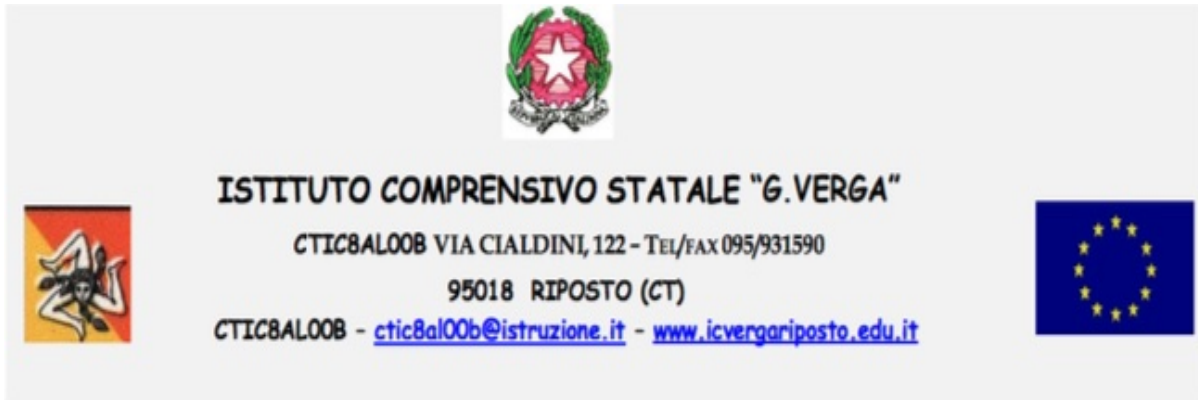 ISTITUTO COMPRENSIVO STATALE “G.VERGA”
CTIC8AL00B VIA CIALDINI, 122 – TEL/FAX 095/931590
95018 RIPOSTO (CT)
CTIC8AL00B – ctic8al00b@istruzione.it – www.icvergariposto.edu.it